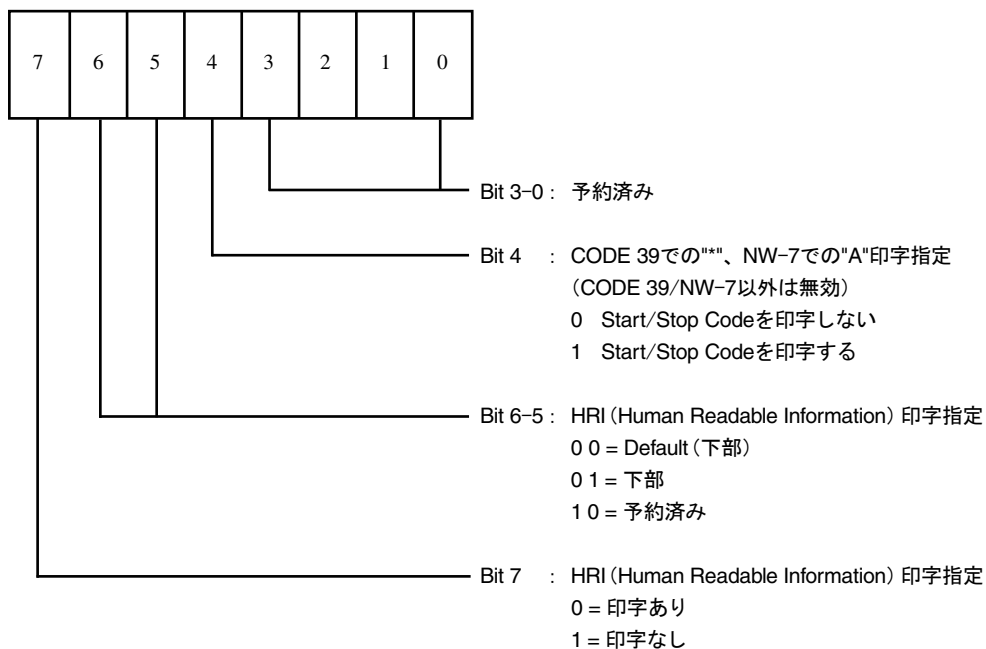 7 6 5 4 3 2 1 0
Bit 3-0 : 予約済み
Bit 4 : CODE 39での"*"、NW-7での"A"印字指定
（CODE 39/NW-7以外は無効）
0 Start/Stop Codeを印字しない
1 Start/Stop Codeを印字する
Bit 6-5 : HRI（Human Readable Information）印字指定
0 0 = Default（下部）
0 1 = 下部
1 0 = 予約済み
Bit 7 : HRI（Human Readable Information）印字指定
0 = 印字あり
1 = 印字なし